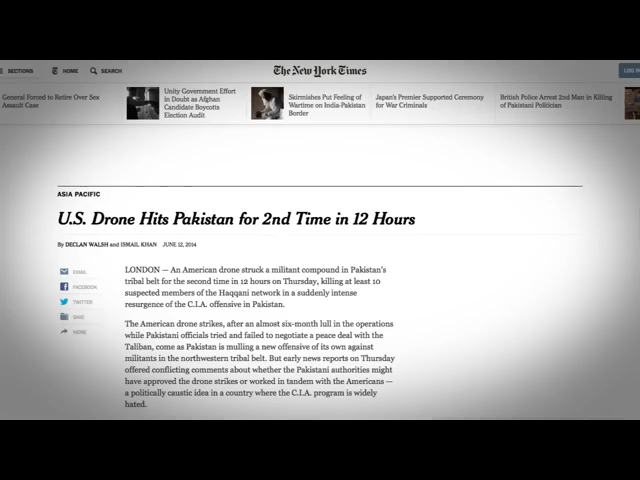 SECTIONS HOME SEARCH The New York Times LOG IN
General Forced to Retire Over Sex
Assault Case
Unity Government Effort
in Doubt as Afghan
Candidate Boycotts
Election Audit
Skirmishes Put Feeling of
Wartime on India-Pakistan
Border
Japan's Premier Supported Ceremony
for War Criminals
British Police Arrest 2nd Man in Killing
of Pakistani Politician
ASIA PACIFIC
U.S. Drone Hits Pakistan for 2nd Time in 12 Hours
By DECLAN WALSH and ISMAIL KHAN JUNE 12, 2014
EMAIL
FACEBOOK
TWITTER
SAVE
MORE
LONDON — An American drone struck a militant compound in Pakistan's
tribal belt for the second time in 12 hours on Thursday, killing at least 10
suspected members of the Haqqani network in a suddenly intense
resurgence of the C.I.A. offensive in Pakistan.
The American drone strikes, after an almost six-month lull in the operations
while Pakistani officials tried and failed to negotiate a peace deal with the
Taliban, come as Pakistan is mulling a new offensive of its own against
militants in the northwestern tribal belt. But early news reports on Thursday
offered conflicting comments about whether the Pakistani authorities might
have approved the drone strikes or worked in tandem with the Americans —
a politically caustic idea in a country where the C.I.A. program is widely
hated.